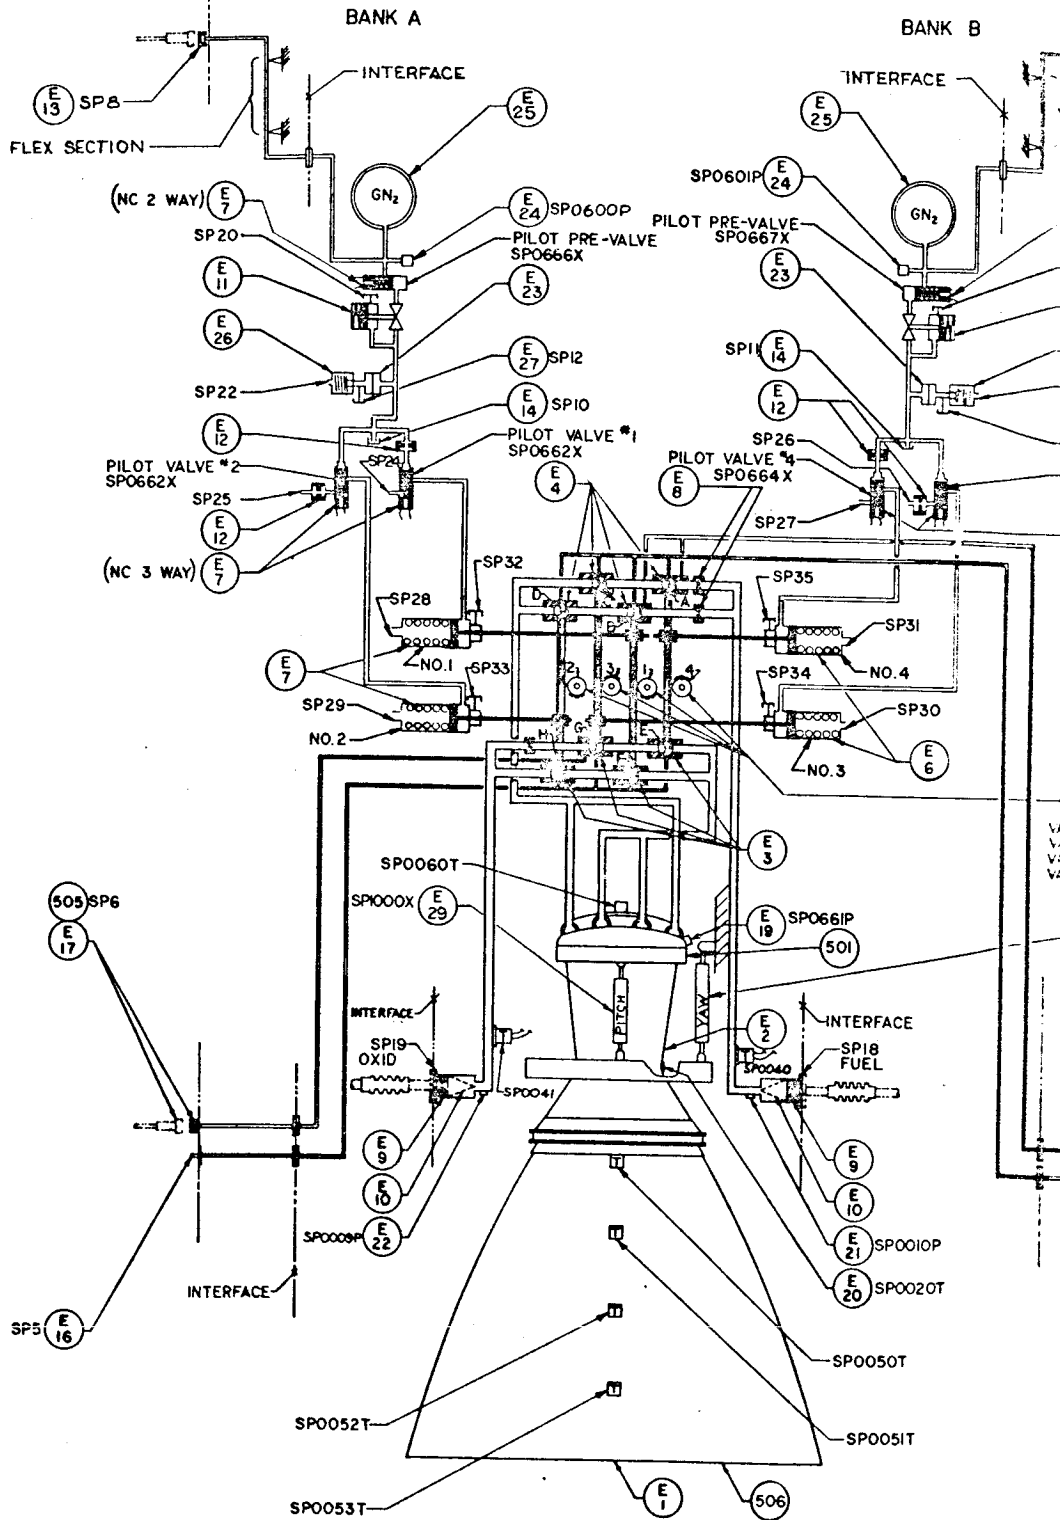 BANK A
BANK B
INTERFACE
INTERFACE
E 13 SP8
FLEX SECTION
E 25
E 25
GN2
GN2
(NC 2 WAY) E 7
E 24 SP0600P
SP0601P E 24
SP20
PILOT PRE-VALVE
SP0666X
PILOT PRE-VALVE
SP0667X
E 11
E 23
E 23
E 26
SP22
E 27 SP12
SP11 E 14
E 14 SP10
E 12
E 12
PILOT VALVE #1
SP0662X
PILOT VALVE #2
SP0662X
SP24
SP26
PILOT VALVE #4
SP0664X
SP25
E 12
E 4
E 8
SP27
(NC 3 WAY) E 7
SP32
SP35
SP28
D
A
B
SP31
NO.1
NO.4
E 7
SP33
2
3
1
4
SP34
SP29
SP30
NO.2
H
G
E
NO.3
E 6
E 3
SP0060T
SP1000X E 29
E 19 SP0661P
501
505 SP6
E 17
PITCH
YAW
INTERFACE
INTERFACE
E 2
SP19
OXID
SP0041
SP0040
SP18
FUEL
E 9
E 9
E 10
E 10
SP0009P E 22
E 21 SP0010P
E 20 SP0020T
INTERFACE
SP5 E 16
T
T
T
T
SP0050T
SP0052T
SP0051T
SP0053T
E 1
506